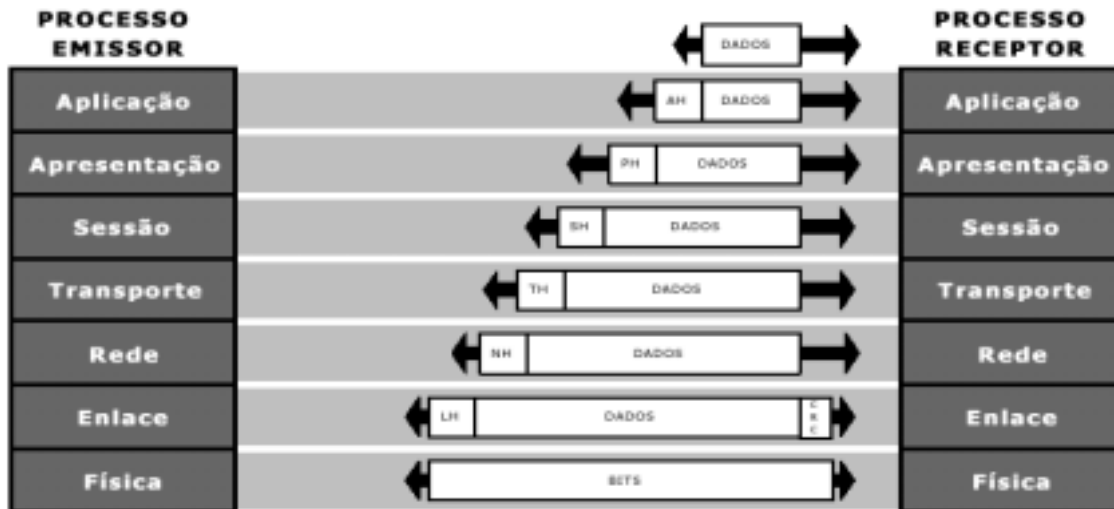 PROCESSO
EMISSOR
PROCESSO
RECEPTOR
DADOS
Aplicação
AH
DADOS
Aplicação
Apresentação
PH
DADOS
Apresentação
Sessão
SH
DADOS
Sessão
Transporte
TH
DADOS
Transporte
Rede
NH
DADOS
Rede
Enlace
LH
DADOS
CRC
Enlace
Física
BITS
Física